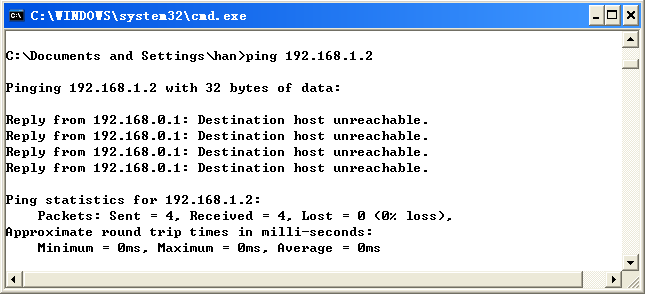 C:\WINDOWS\system32\cmd.exe
C:\Documents and Settings\han>ping 192.168.1.2
Pinging 192.168.1.2 with 32 bytes of data:
Reply from 192.168.0.1: Destination host unreachable.
Reply from 192.168.0.1: Destination host unreachable.
Reply from 192.168.0.1: Destination host unreachable.
Reply from 192.168.0.1: Destination host unreachable.
Ping statistics for 192.168.1.2:
    Packets: Sent = 4, Received = 4, Lost = 0 (0% loss),
Approximate round trip times in milli-seconds:
    Minimum = 0ms, Maximum = 0ms, Average = 0ms